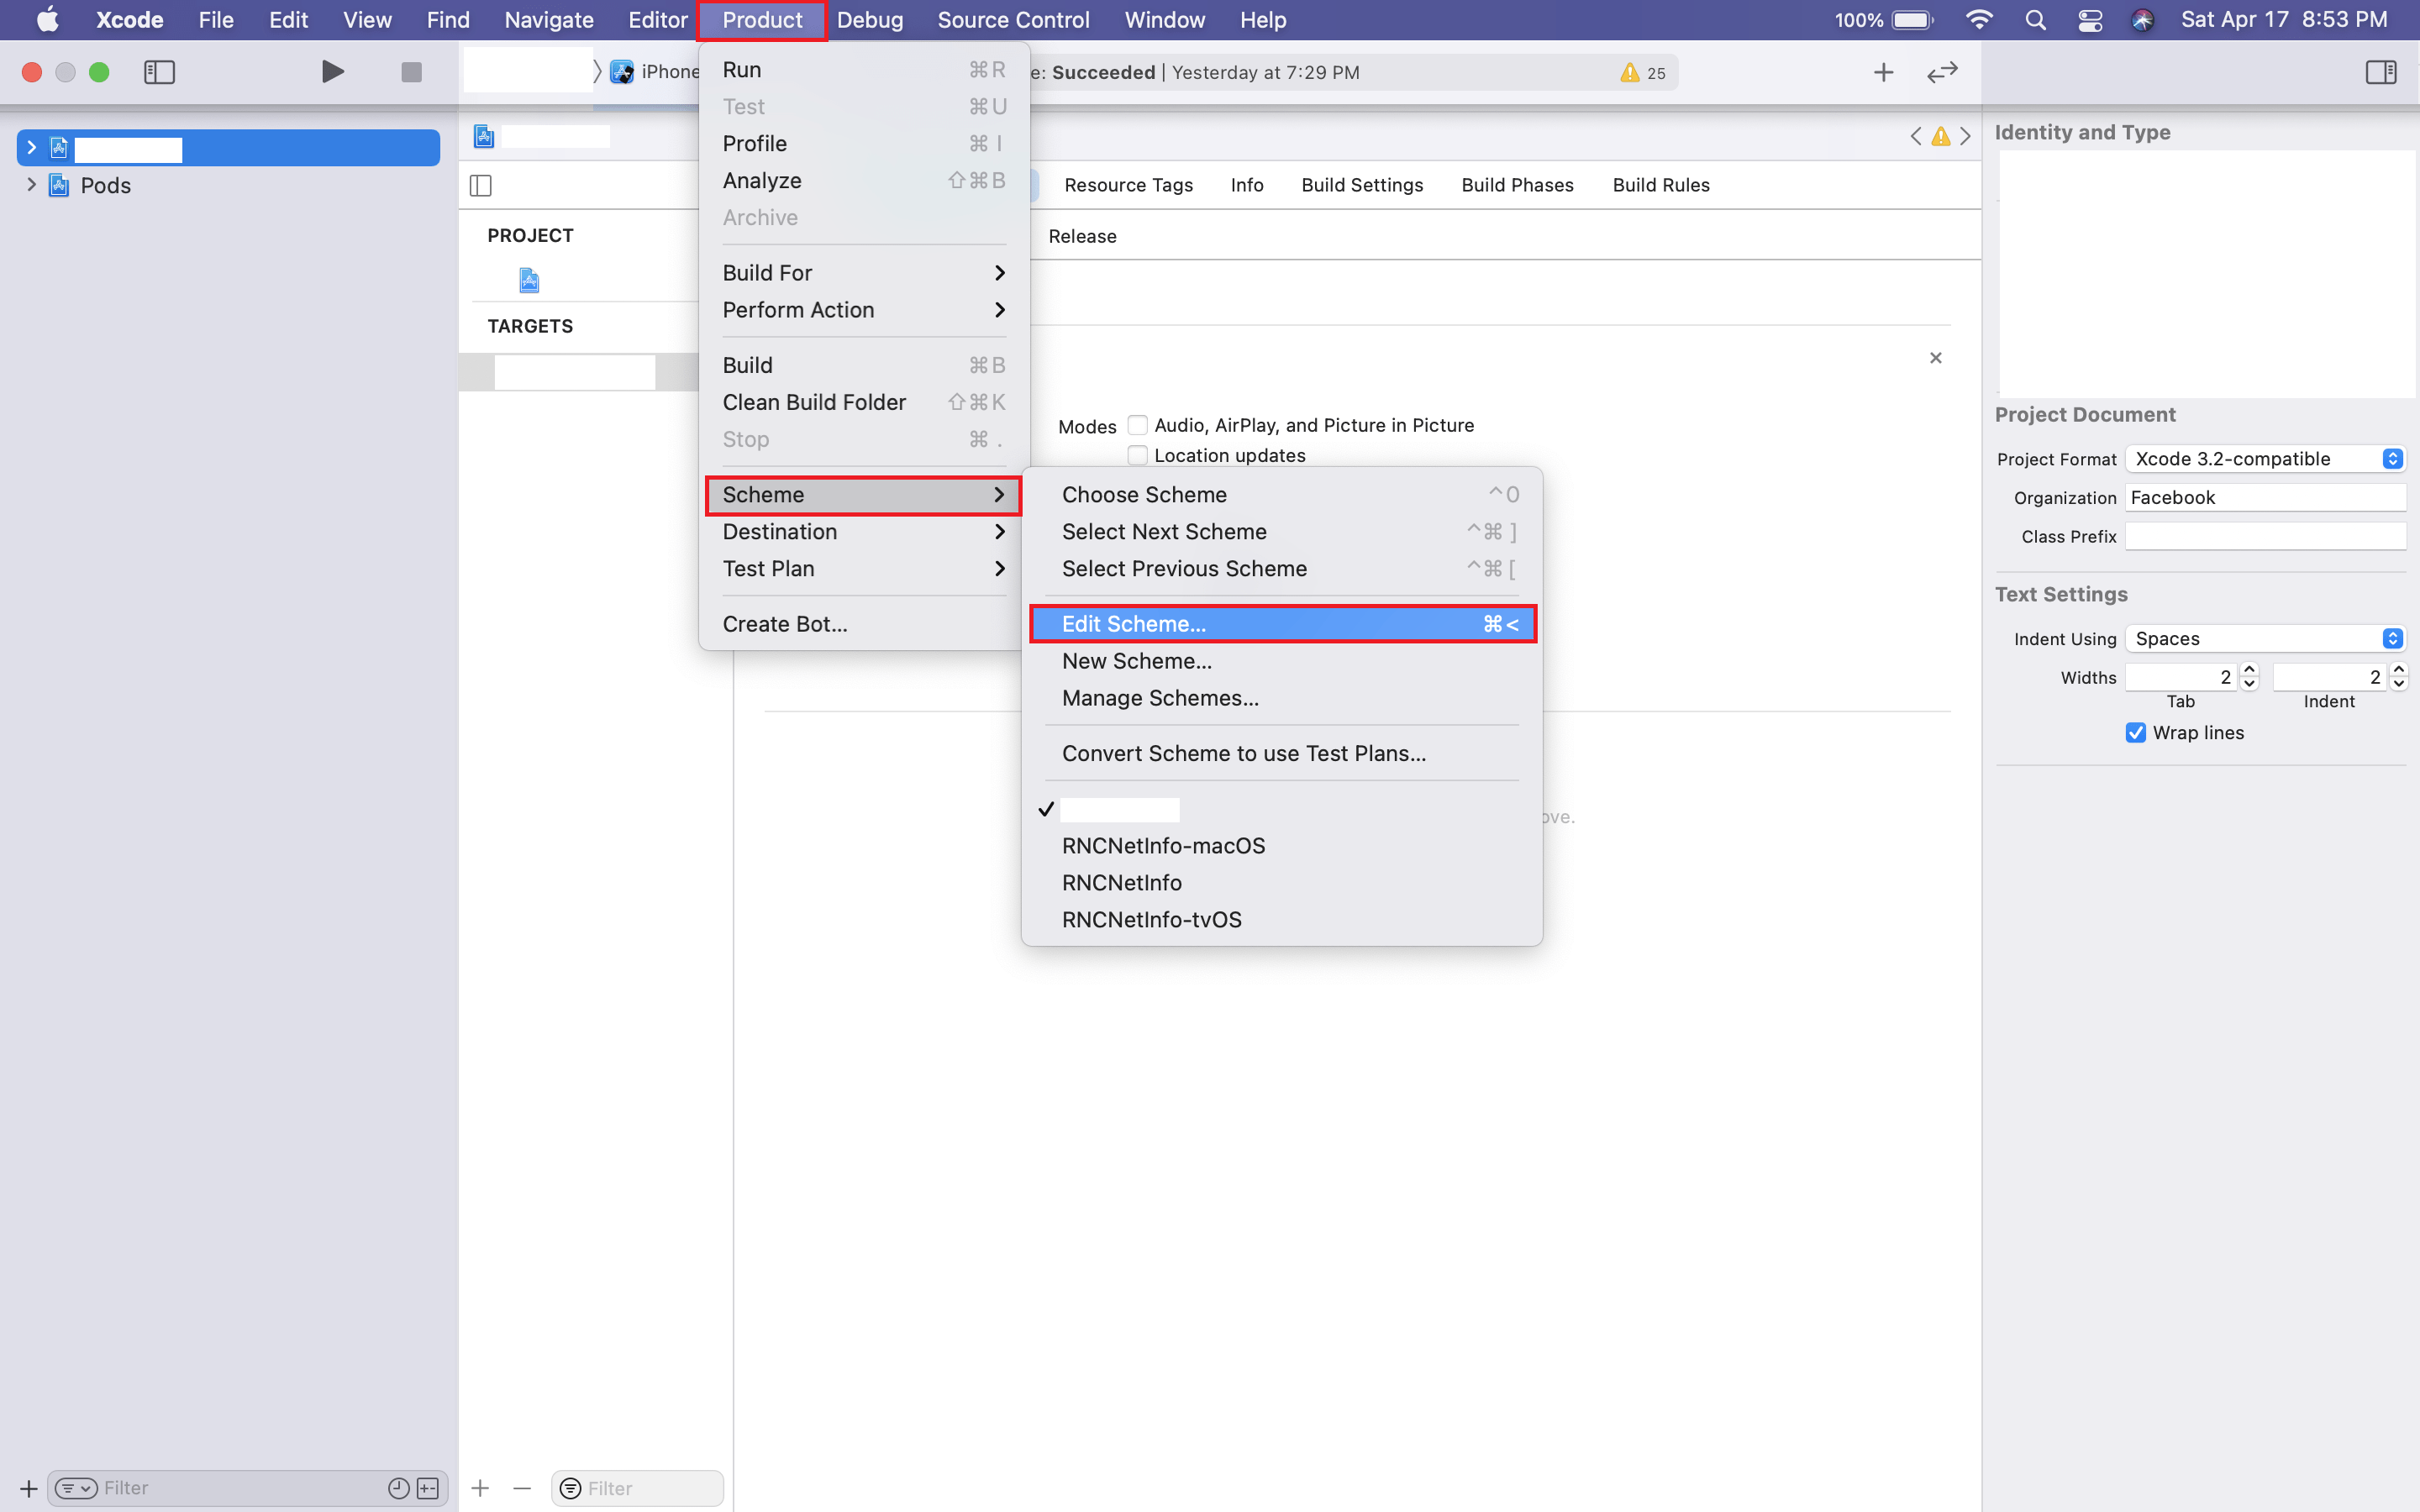 Xcode File Edit View Find Navigate Editor Product Debug Source Control Window Help 100% Sat Apr 17 8:53 PM
iPhone
e: Succeeded | Yesterday at 7:29 PM 25
Pods
PROJECT
TARGETS
Run ⌘R
Test ⌘U
Profile ⌘I
Analyze ⇧⌘B
Archive
Build For
Perform Action
Build ⌘B
Clean Build Folder ⇧⌘K
Stop ⌘.
Scheme
Destination
Test Plan
Create Bot...
Resource Tags Info Build Settings Build Phases Build Rules
Release
Modes Audio, AirPlay, and Picture in Picture
Location updates
Choose Scheme ^0
Select Next Scheme ^⌘]
Select Previous Scheme ^⌘[
Edit Scheme... ⌘<
New Scheme...
Manage Schemes...
Convert Scheme to use Test Plans...
RNCNetInfo-macOS
RNCNetInfo
RNCNetInfo-tvOS
ove.
Identity and Type
Project Document
Project Format Xcode 3.2-compatible
Organization Facebook
Class Prefix
Text Settings
Indent Using Spaces
Widths 2 2
Tab Indent
Wrap lines
Filter
Filter